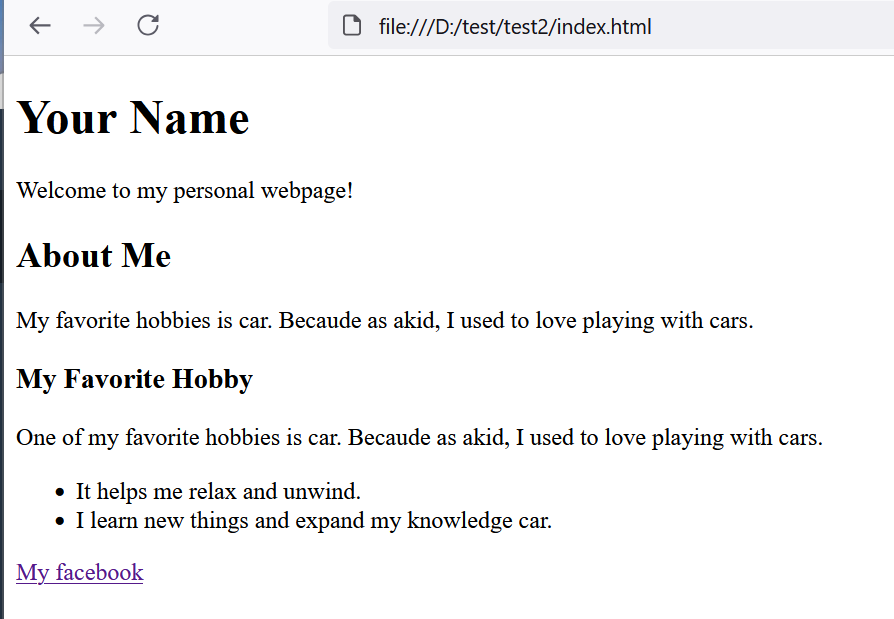 file:///D:/test/test2/index.html
Your Name
Welcome to my personal webpage!
About Me
My favorite hobbies is car. Becaude as akid, I used to love playing with cars.
My Favorite Hobby
One of my favorite hobbies is car. Becaude as akid, I used to love playing with cars.
It helps me relax and unwind.
I learn new things and expand my knowledge car.
My facebook